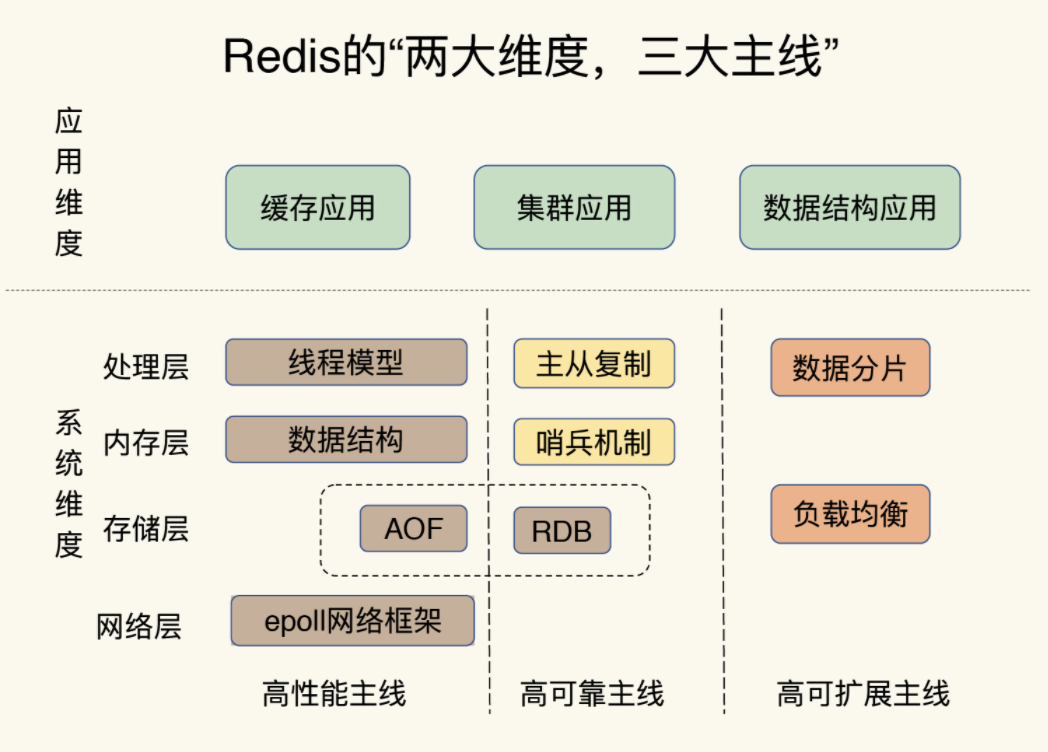 Redis的“两大维度，三大主线”
应用维度
缓存应用
集群应用
数据结构应用
系统维度
处理层
线程模型
主从复制
数据分片
内存层
数据结构
哨兵机制
存储层
AOF
RDB
负载均衡
网络层
epoll网络框架
高性能主线
高可靠主线
高可扩展主线